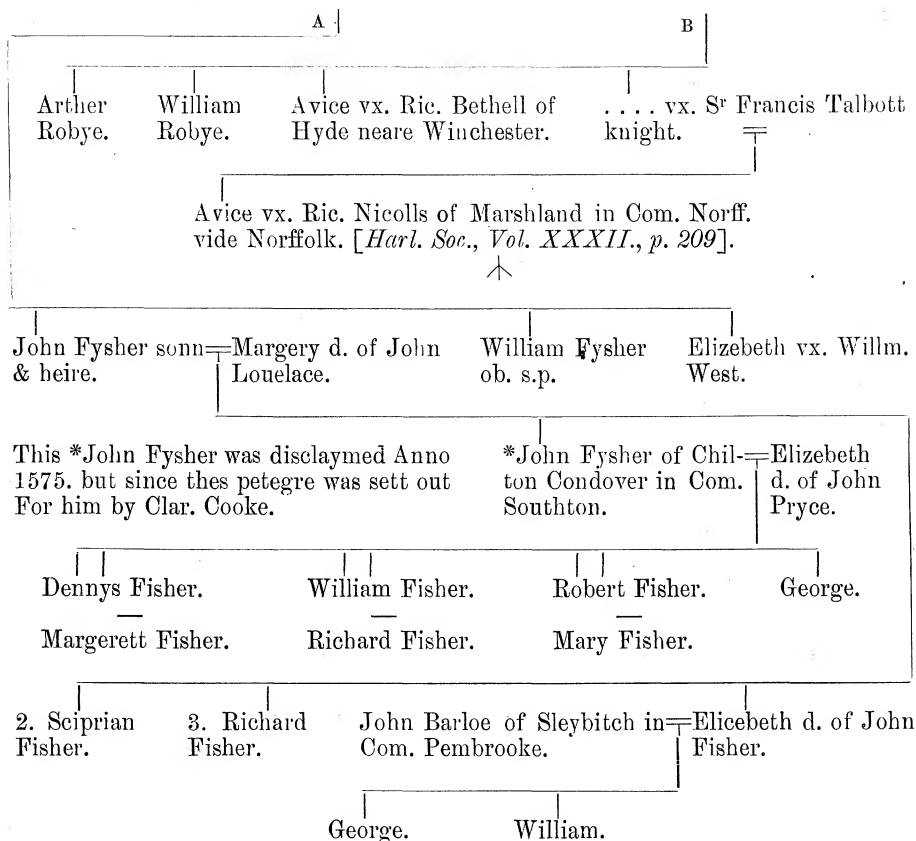 A B
Arther William Avice vx. Ric. Bethell of . . . . vx. Sr Francis Talbott
Robye. Robye. Hyde neare Winchester. knight.
Avice vx. Ric. Nicolls of Marshland in Com. Norff.
vide Norffolk. [Harl. Soc., Vol. XXXII., p. 209].
John Fysher sonn Margery d. of John William Fysher Elizebeth vx. Willm.
& heire. Louelace. ob. s.p. West.
This *John Fysher was disclaymed Anno *John Fysher of Chil- Elizebeth
1575. but since thes petegre was sett out ton Condover in Com. d. of John
For him by Clar. Cooke. Southton. Pryce.
Dennys Fisher. William Fisher. Robert Fisher. George.
Margerett Fisher. Richard Fisher. Mary Fisher.
2. Sciprian 3. Richard John Barloe of Sleybitch in Elicebeth d. of John
Fisher. Fisher. Com. Pembrooke. Fisher.
George. William.